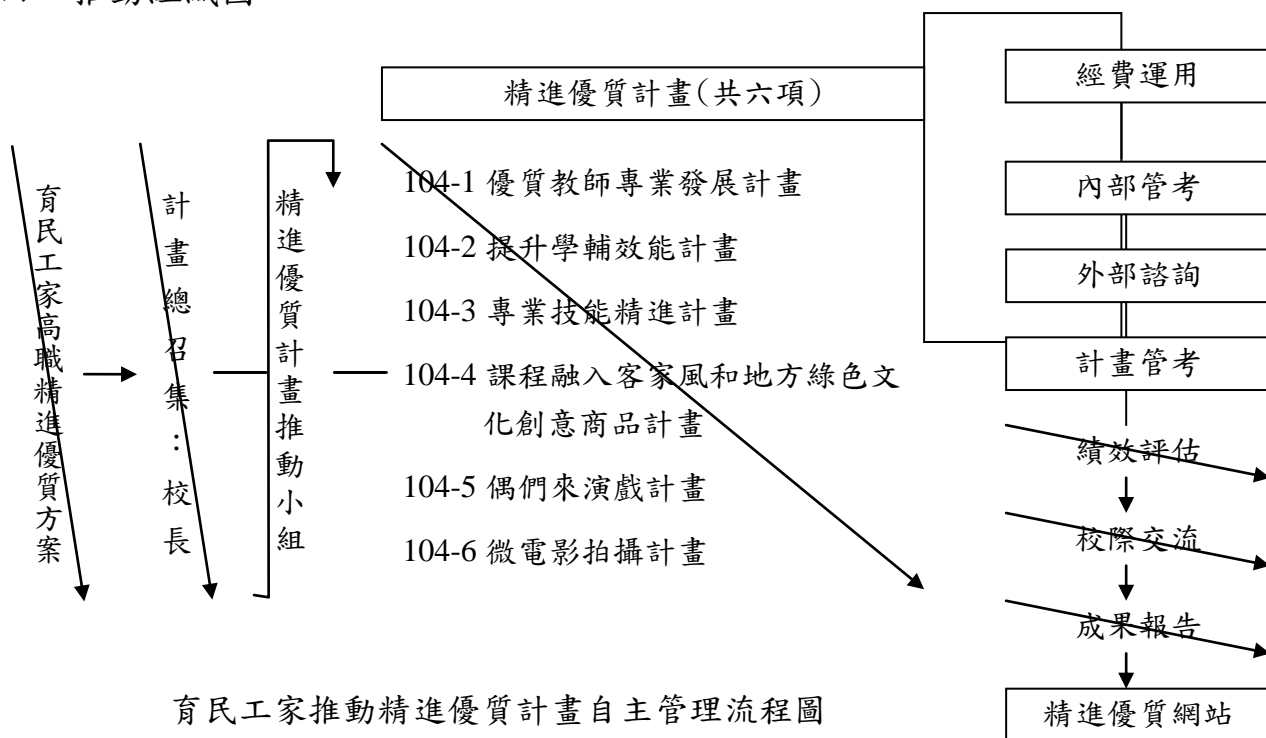 推動組織圖
精進優質計畫(共六項)
育民工家高職精進優質方案
計畫總召集：校長
精進優質計畫推動小組
104-1 優質教師專業發展計畫
104-2 提升學輔效能計畫
104-3 專業技能精進計畫
104-4 課程融入客家風和地方綠色文
化創意商品計畫
104-5 偶們來演戲計畫
104-6 微電影拍攝計畫
經費運用
內部管考
外部諮詢
計畫管考
績效評估
校際交流
成果報告
精進優質網站
育民工家推動精進優質計畫自主管理流程圖